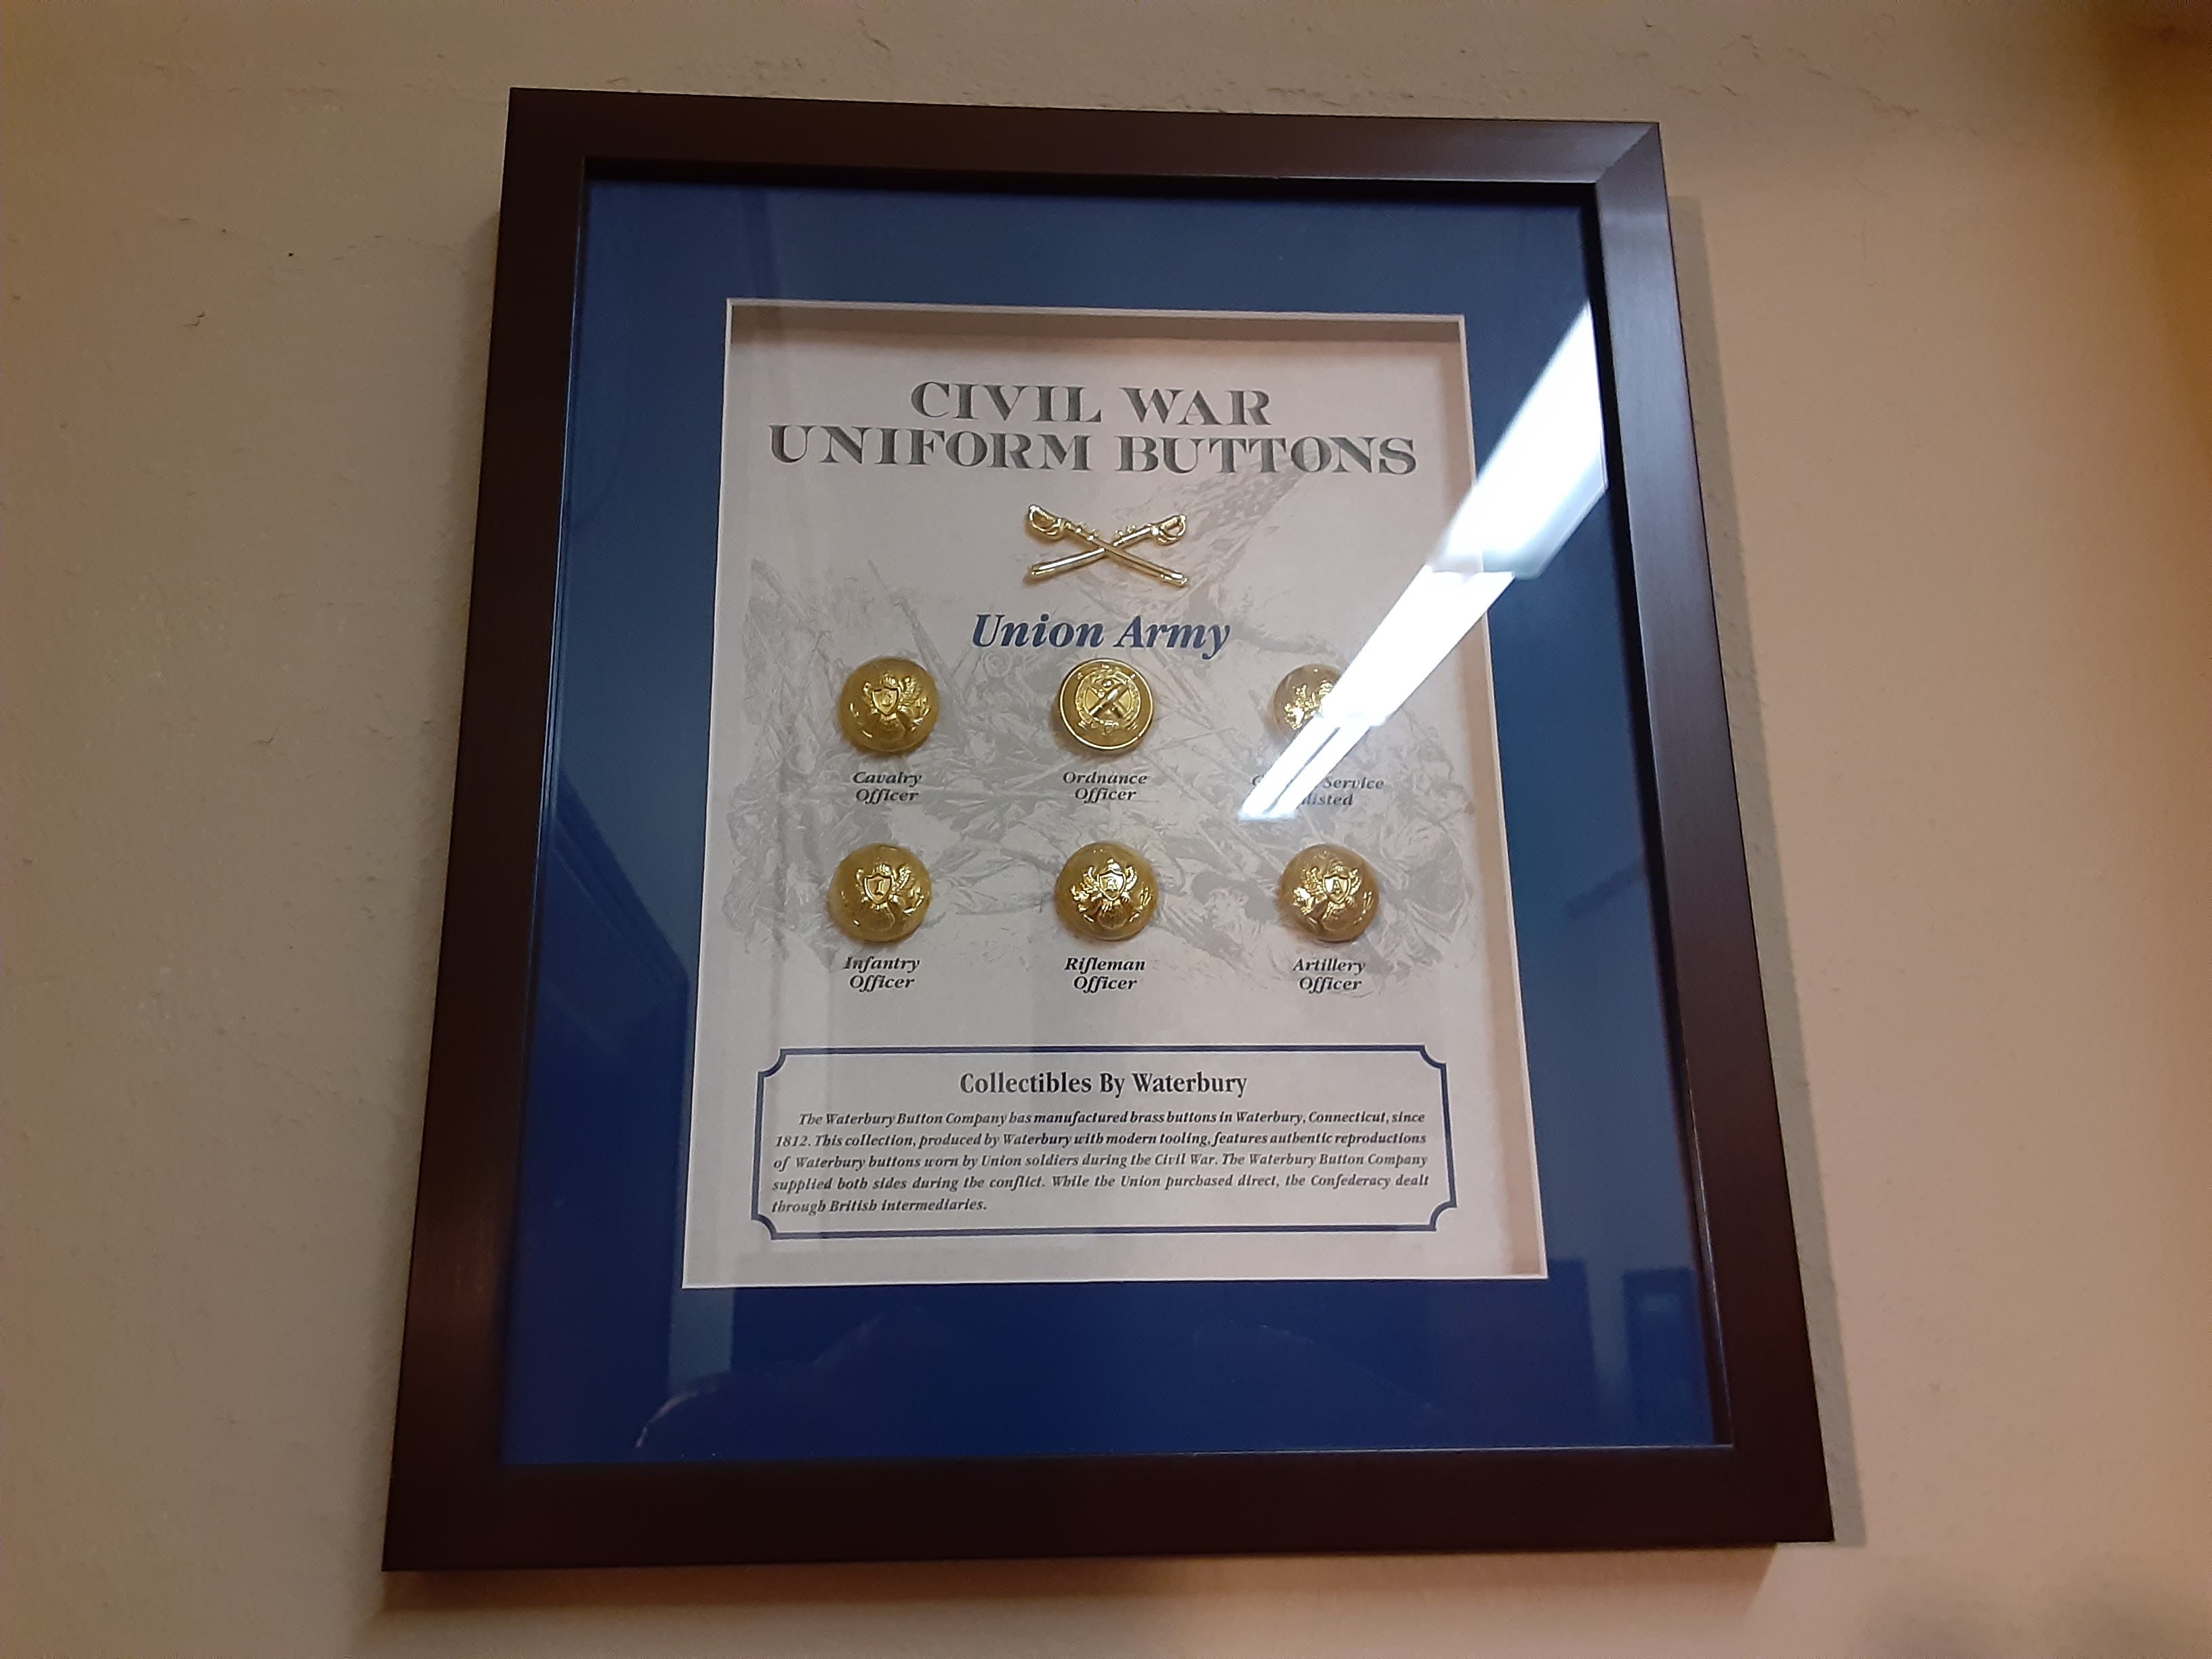 CIVIL WAR
UNIFORM BUTTONS
Union Army
Cavalry
Officer
Ordnance
Officer
Service
Infantry
Officer
Rifleman
Officer
Artillery
Officer
Collectibles By Waterbury
The Waterbury Button Company has manufactured brass buttons in Waterbury, Connecticut, since
1812. This collection, produced by Waterbury with modern tooling, features authentic reproductions
of Waterbury buttons worn by Union soldiers during the Civil War. The Waterbury Button Company
supplied both sides during the conflict. While the Union purchased direct, the Confederacy dealt
through British intermediaries.